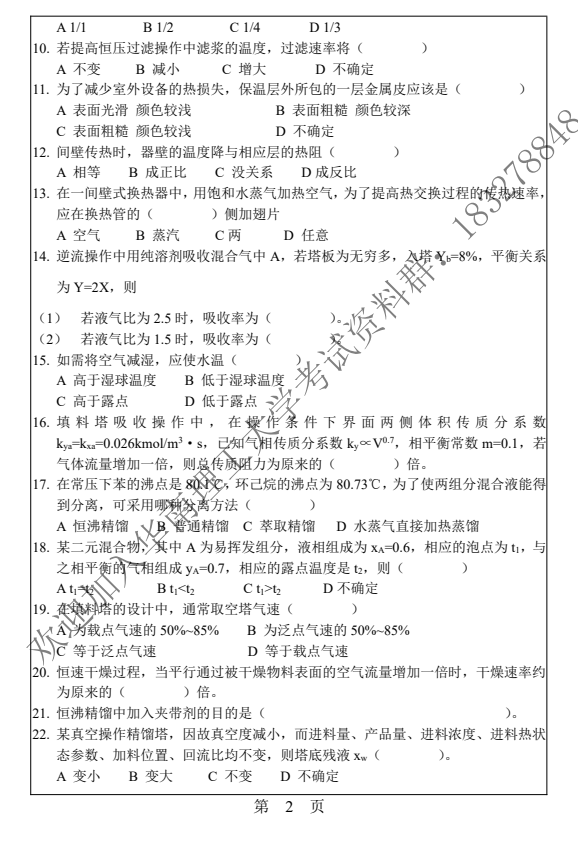 A 1/1 B 1/2 C 1/4 D 1/3
10. 若提高恒压过滤操作中滤浆的温度，过滤速率将（ ）
A 不变 B 减小 C 增大 D 不确定
11. 为了减少室外设备的热损失，保温层外所包的一层金属皮应该是（ ）
A 表面光滑 颜色较浅 B 表面粗糙 颜色较深
C 表面粗糙 颜色较浅 D 不确定
12. 间壁传热时，器壁的温度降与相应层的热阻（ ）
A 相等 B 成正比 C 没关系 D 成反比
13. 在一间壁式换热器中，用饱和水蒸气加热空气，为了提高热交换过程的传热速率，
应在换热管的（ ）侧加翅片
A 空气 B 蒸汽 C 两 D 任意
14. 逆流操作中用纯溶剂吸收混合气中 A，若塔板为无穷多，入塔 Yb=8%，平衡关系
为 Y=2X，则
（1） 若液气比为 2.5 时，吸收率为（ ）。
（2） 若液气比为 1.5 时，吸收率为（ ）。
15. 如需将空气减湿，应使水温（ ）
A 高于湿球温度 B 低于湿球温度
C 高于露点 D 低于露点
16. 填料塔吸收操作中，在操作条件下界面两侧体积传质分系数
kya=kxa=0.026kmol/m³·s，已知气相传质分系数 ky∝V0.7，相平衡常数 m=0.1，若
气体流量增加一倍，则总传质阻力为原来的（ ）倍。
17. 在常压下苯的沸点是 80.1℃，环己烷的沸点为 80.73℃，为了使两组分混合液能得
到分离，可采用哪种分离方法（ ）
A 恒沸精馏 B 普通精馏 C 萃取精馏 D 水蒸气直接加热蒸馏
18. 某二元混合物，其中 A 为易挥发组分，液相组成为 xA=0.6，相应的泡点为 t1，与
之相平衡的气相组成 yA=0.7，相应的露点温度是 t2，则（ ）
A t1=t2 B t1<t2 C t1>t2 D 不确定
19. 在填料塔的设计中，通常取空塔气速（ ）
A 为载点气速的 50%~85% B 为泛点气速的 50%~85%
C 等于泛点气速 D 等于载点气速
20. 恒速干燥过程，当平行通过被干燥物料表面的空气流量增加一倍时，干燥速率约
为原来的（ ）倍。
21. 恒沸精馏中加入夹带剂的目的是（ ）。
22. 某真空操作精馏塔，因故真空度减小，而进料量、产品量、进料浓度、进料热状
态参数、加料位置、回流比均不变，则塔底残液 xw（ ）。
A 变小 B 变大 C 不变 D 不确定
第 2 页
欢迎加入华南理工大学考试资料群：185278848